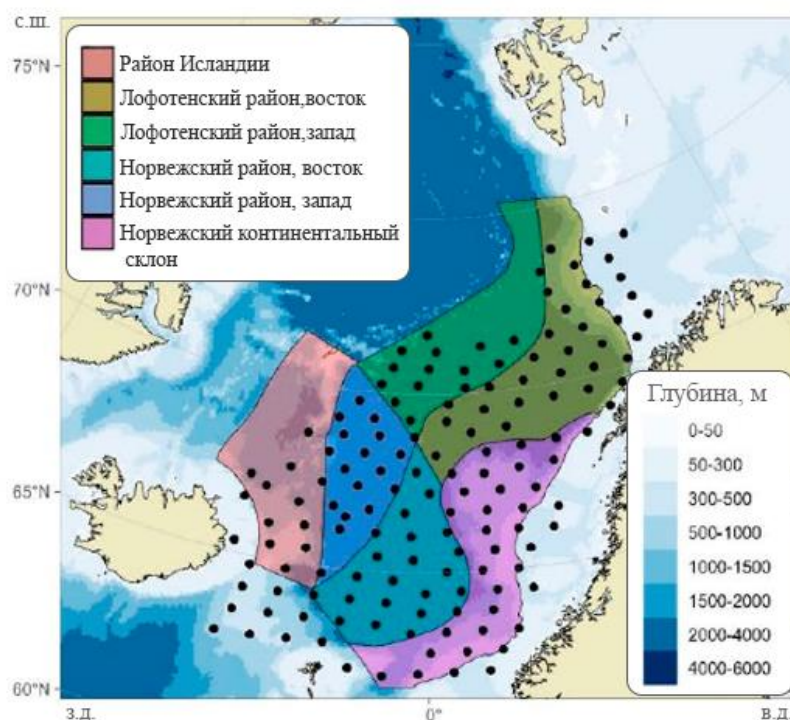 с.ш.
75°N
Район Исландии
Лофотенский район,восток
Лофотенский район,запад
Норвежский район, восток
Норвежский район, запад
Норвежский континентальный
склон
70°N
Глубина, м
0-50
50-300
300-500
500-1000
1000-1500
1500-2000
2000-4000
4000-6000
65°N
60°N
з.д.
0°
в.д.